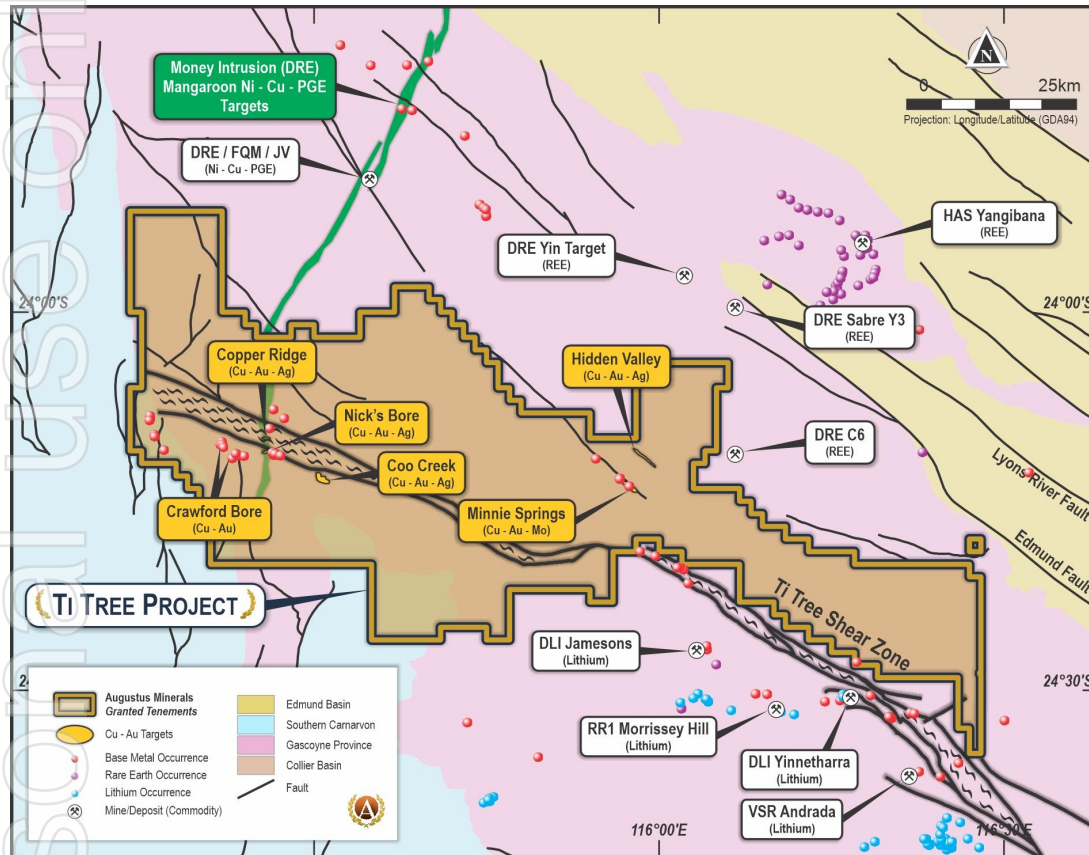 Money Intrusion (DRE)
Mangaroon Ni - Cu - PGE
Targets
N
0 25km
Projection: Longitude/Latitude (GDA94)
DRE / FQM / JV
(Ni - Cu - PGE)
HAS Yangibana
(REE)
DRE Yin Target
(REE)
24°00'S
24°00'S
DRE Sabre Y3
(REE)
Copper Ridge
(Cu - Au - Ag)
Hidden Valley
(Cu - Au - Ag)
Nick's Bore
(Cu - Au - Ag)
DRE C6
(REE)
Coo Creek
(Cu - Au - Ag)
Lyons River Fault
Crawford Bore
(Cu - Au)
Minnie Springs
(Cu - Au - Mo)
Edmund Fault
TI TREE PROJECT
Ti Tree Shear Zone
DLI Jamesons
(Lithium)
24°30'S
Augustus Minerals
Granted Tenements
Cu - Au Targets
Base Metal Occurrence
Rare Earth Occurrence
Lithium Occurrence
Mine/Deposit (Commodity)
Edmund Basin
Southern Carnarvon
Gascoyne Province
Collier Basin
Fault
A
RR1 Morrissey Hill
(Lithium)
DLI Yinnetharra
(Lithium)
VSR Andrada
(Lithium)
116°00'E
116°30'E
sonal use onl